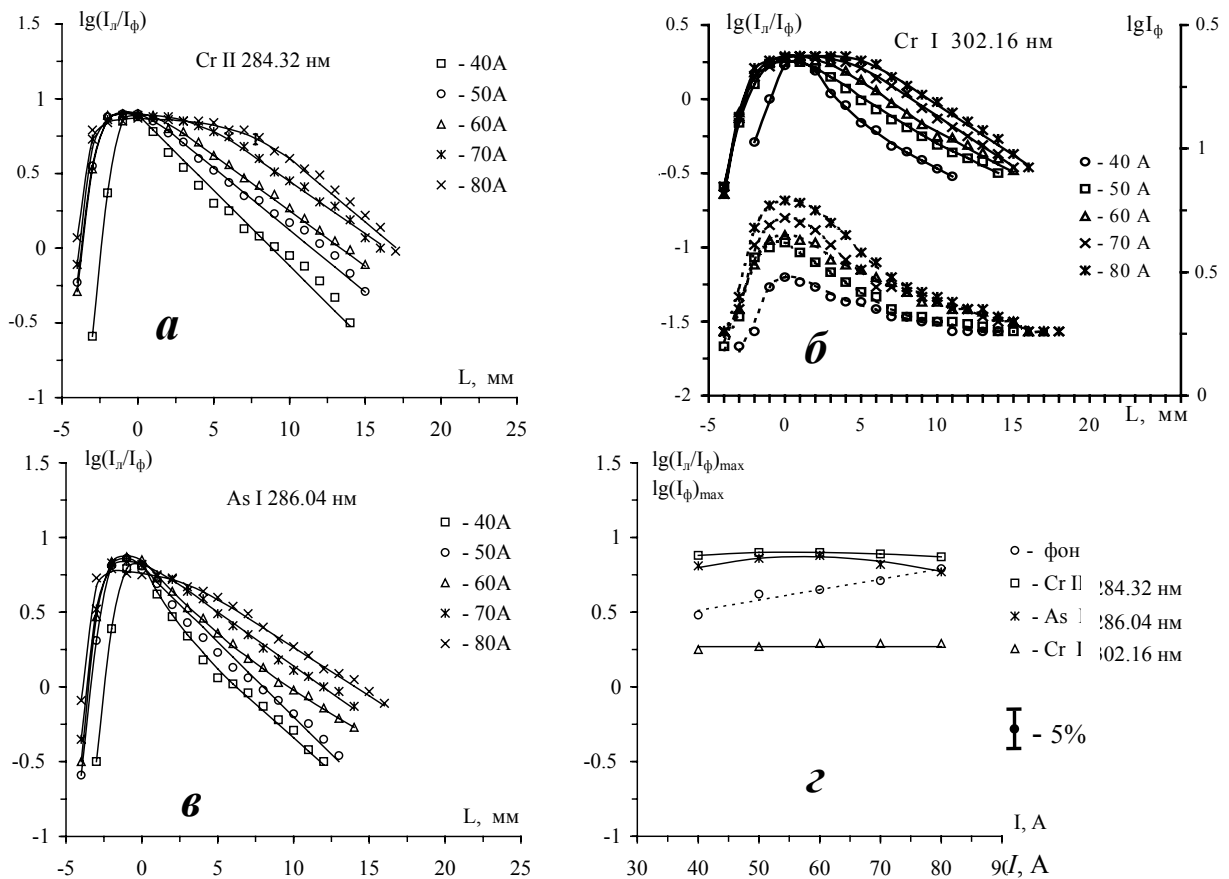 lg(Iл/Iф)
Cr II 284.32 нм
- 40A
- 50A
- 60A
- 70A
- 80A
1.5
1
0.5
0
-0.5
-1
-5 0 5 10 15 20 25
L, мм
а
lg(Iл/Iф)
lgIф
Cr I 302.16 нм
- 40 A
- 50 A
- 60 A
- 70 A
- 80 A
0.5
0
-0.5
-1
-1.5
-2
0.5
1
0.5
0
-5 0 5 10 15 20 25
L, мм
б
lg(Iл/Iф)
As I 286.04 нм
- 40A
- 50A
- 60A
- 70A
- 80A
1.5
1
0.5
0
-0.5
-1
-5 0 5 10 15 20 25
L, мм
в
lg(Iл/Iф)max
lg(Iф)max
- фон
- Cr II
284.32 нм
- As I
286.04 нм
- Cr I
302.16 нм
- 5%
1.5
1
0.5
0
-0.5
-1
30 40 50 60 70 80 90
I, A
I, A
г